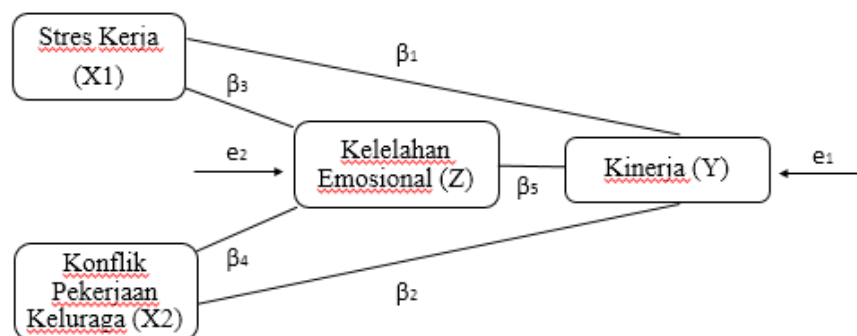 Stres Kerja
(X1)
β1
β3
e2
Kelelahan
Emosional (Z)
β5
Kinerja (Y)
e1
β4
Konflik
Pekerjaan
Keluraga (X2)
β2